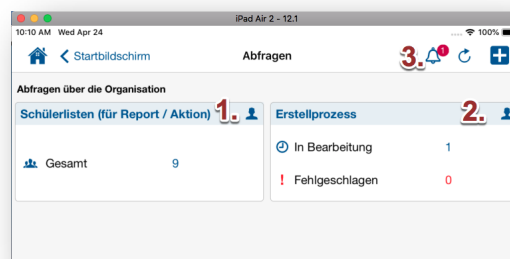 iPad Air 2 - 12.1
10:10 AM Wed Apr 24 100%
Startbildschirm Abfragen 3. 1
Abfragen über die Organisation
Schülerlisten (für Report / Aktion) 1. Erstellprozess 2.
In Bearbeitung 1
Gesamt 9
Fehlgeschlagen 0